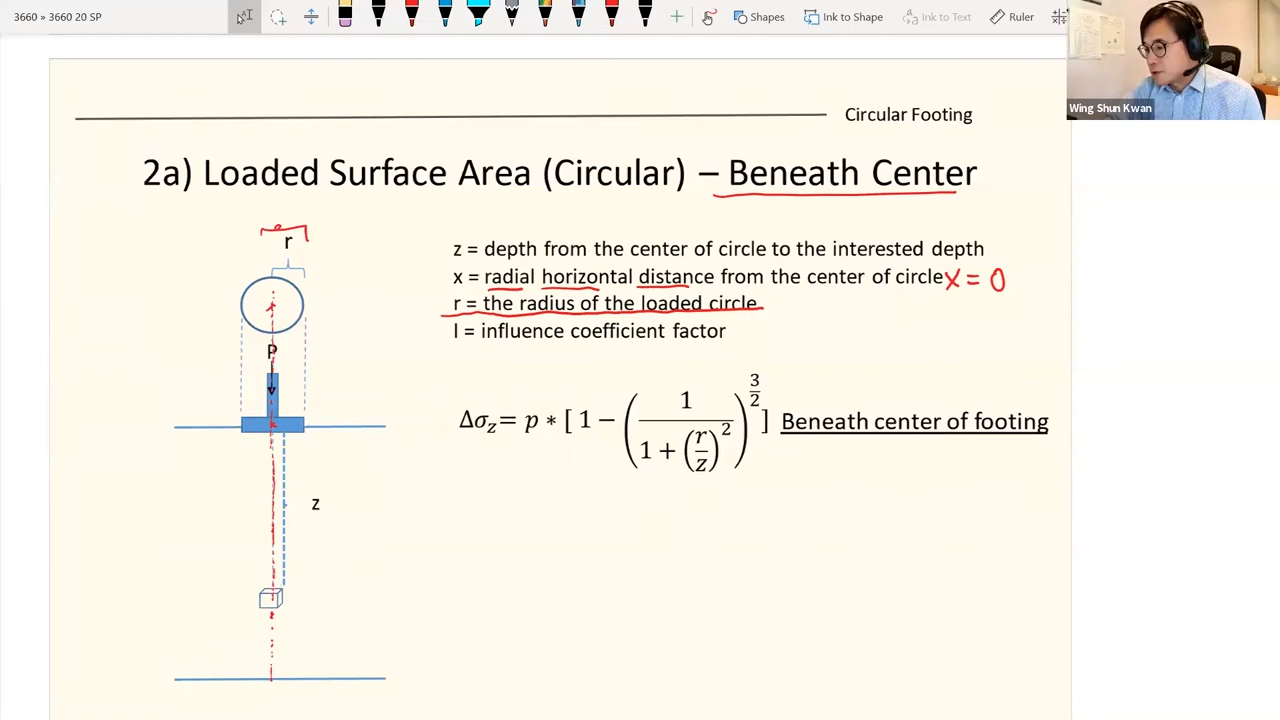 3660 » 3660 20 SP
Shapes
Ink to Shape
Ink to Text
Ruler
Wing Shun Kwan
Circular Footing
2a) Loaded Surface Area (Circular) – Beneath Center
r
P
z
z = depth from the center of circle to the interested depth
x = radial horizontal distance from the center of circle x = 0
r = the radius of the loaded circle
I = influence coefficient factor
Δσz= p ∗ [ 1 − (1 / (1 + (r/z)²))^(3/2) ] Beneath center of footing